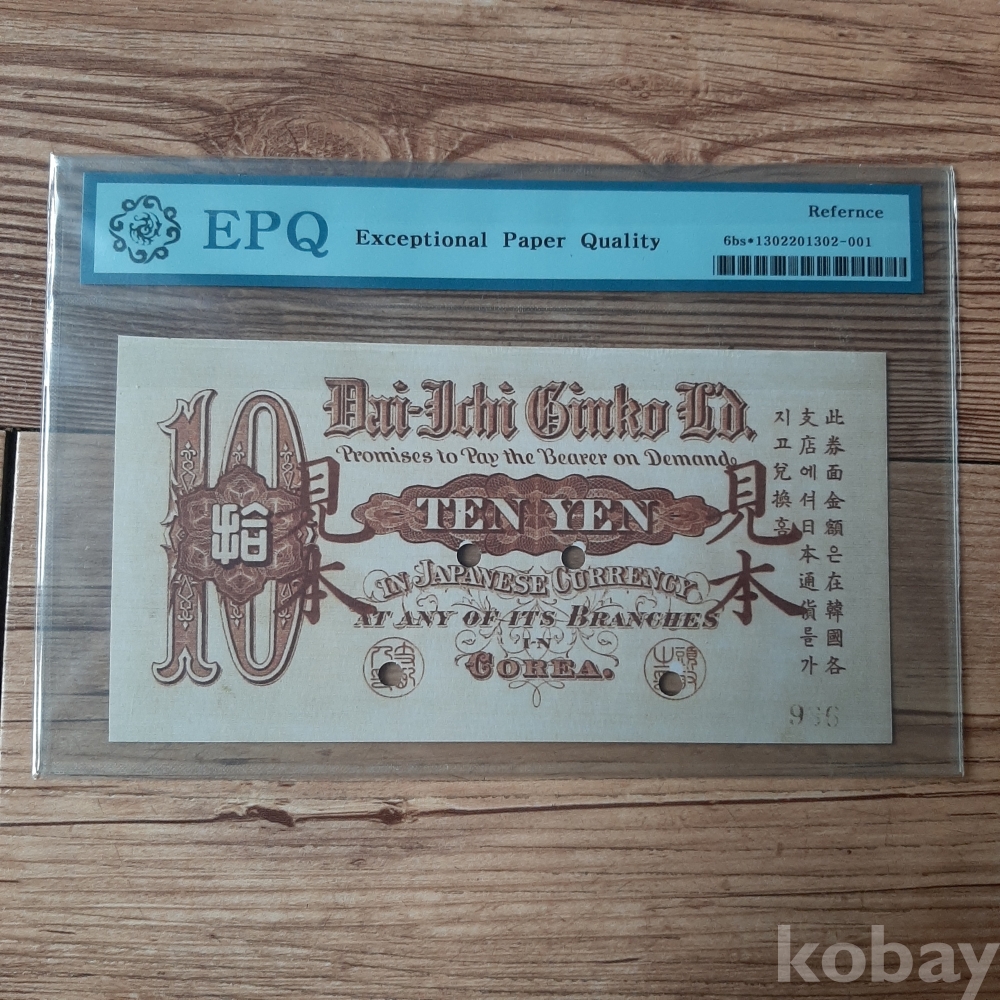 EPQ
Exceptional Paper Quality
Refernce
6bs*1302201302-001
Dai-Ichi Ginko L'd.
Promises to Pay the Bearer on Demand
10
拾
TEN YEN
IN JAPANESE CURRENCY
AT ANY OF ITS BRANCHES
IN
COREA.
見本
見本
此券面金額은在韓國各
支店에셔日本通貨를가
지고兌換홈
kobay